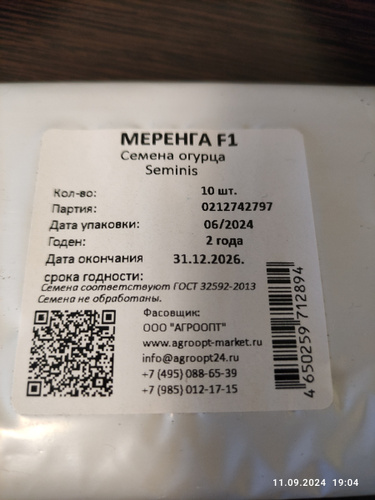 МЕРЕНГА F1
Семена огурца
Seminis
Кол-во: 10 шт.
Партия: 0212742797
Дата упаковки: 06/2024
Годен: 2 года
Дата окончания 31.12.2026.
срока годности:
Семена соответствуют ГОСТ 32592-2013
Семена не обработаны.
Фасовщик:
ООО "АГРООПТ"
www.agroopt-market.ru
info@agroopt24.ru
+7 (495) 088-65-39
+7 (985) 012-17-15
4 650259 712894
11.09.2024 19:04